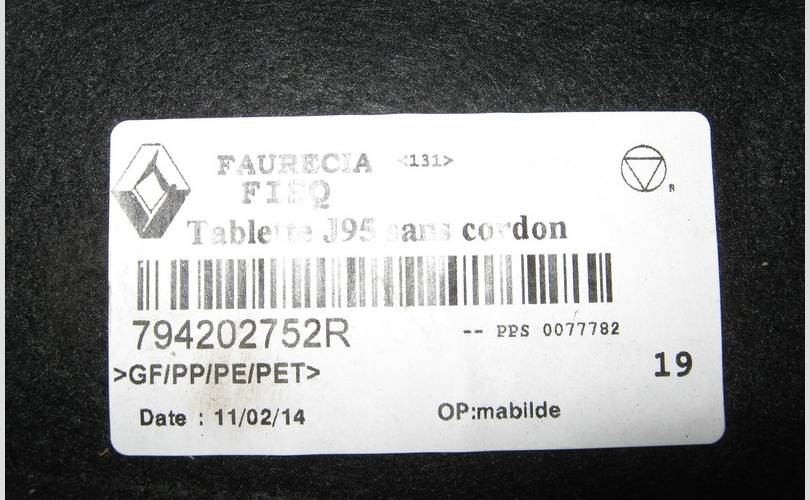 FAURECIA <131>
FISQ
R
Tablette J95 sans cordon
794202752R
-- PPS 0077782
>GF/PP/PE/PET>
19
Date : 11/02/14
OP:mabilde